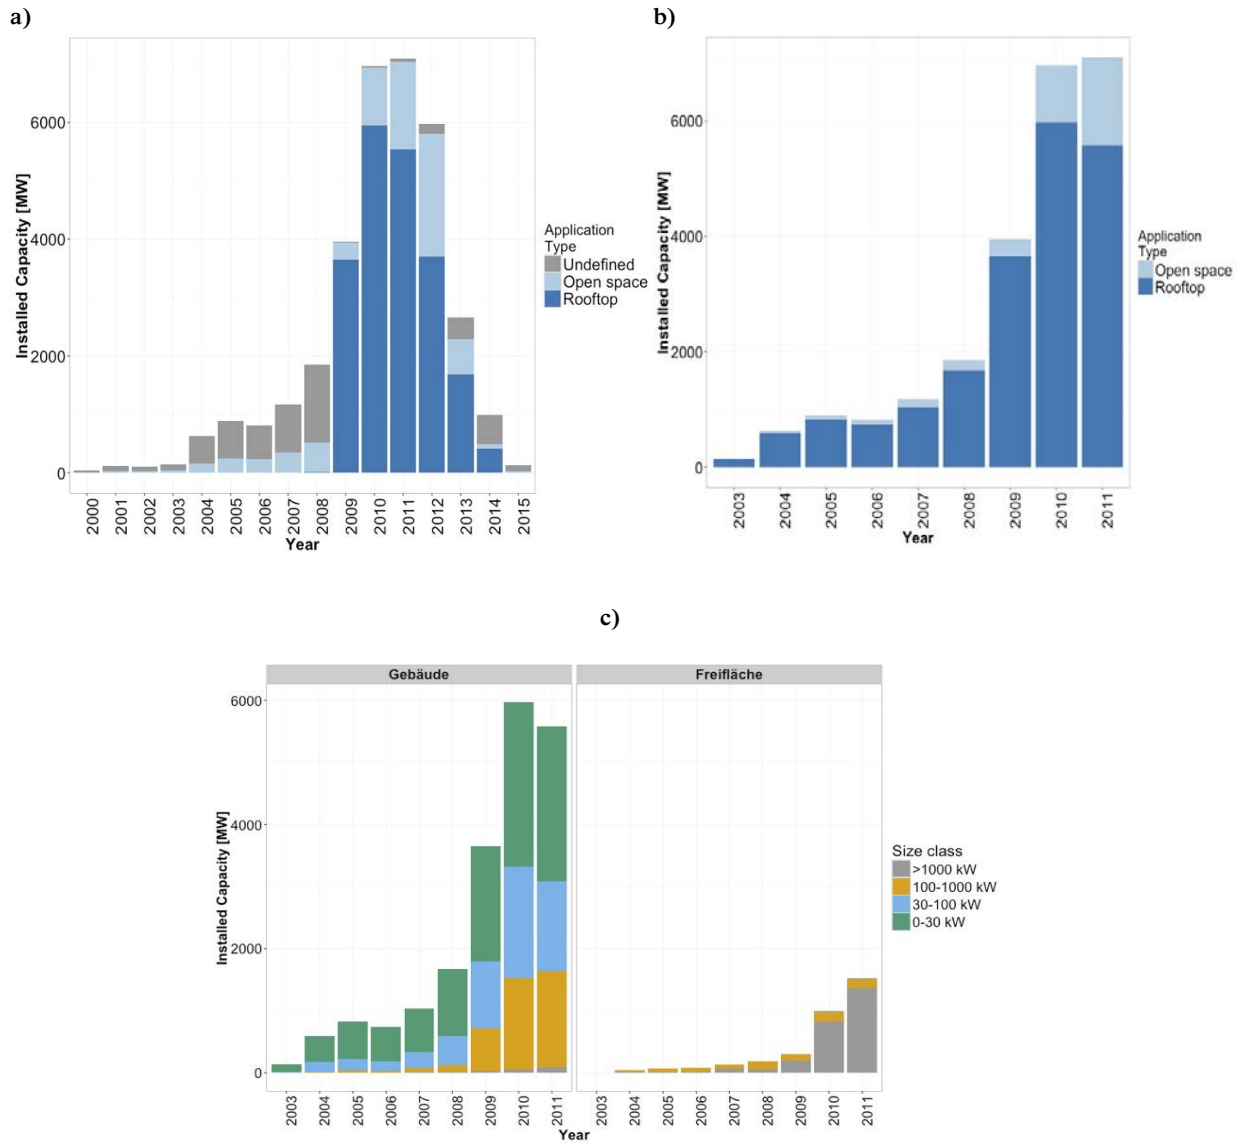 a)
6000
4000
2000
0
Installed Capacity [MW]
2000
2001
2002
2003
2004
2005
2006
2007
2008
2009
2010
2011
2012
2013
2014
2015
Year
Application
Type
Undefined
Open space
Rooftop
b)
6000
4000
2000
0
Installed Capacity [MW]
2003
2004
2005
2006
2007
2008
2009
2010
2011
Year
Application
Type
Open space
Rooftop
c)
Gebäude
Freifläche
6000
4000
2000
0
Installed Capacity [MW]
2003
2004
2005
2006
2007
2008
2009
2010
2011
2003
2004
2005
2006
2007
2008
2009
2010
2011
Year
Size class
>1000 kW
100-1000 kW
30-100 kW
0-30 kW